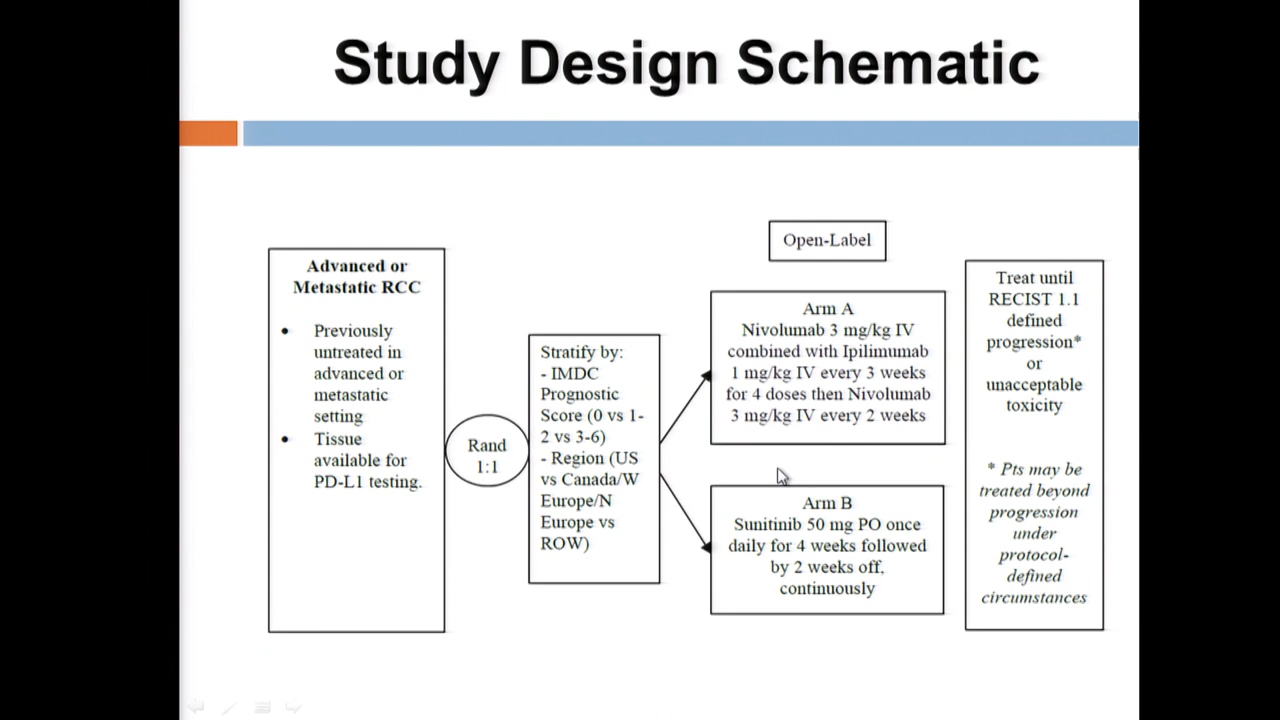 Study Design Schematic
Open-Label
Advanced or
Metastatic RCC
• Previously
untreated in
advanced or
metastatic
setting
• Tissue
available for
PD-L1 testing.
Rand
1:1
Stratify by:
- IMDC
Prognostic
Score (0 vs 1-
2 vs 3-6)
- Region (US
vs Canada/W
Europe/N
Europe vs
ROW)
Arm A
Nivolumab 3 mg/kg IV
combined with Ipilimumab
1 mg/kg IV every 3 weeks
for 4 doses then Nivolumab
3 mg/kg IV every 2 weeks
Arm B
Sunitinib 50 mg PO once
daily for 4 weeks followed
by 2 weeks off,
continuously
Treat until
RECIST 1.1
defined
progression*
or
unacceptable
toxicity
* Pts may be
treated beyond
progression
under
protocol-
defined
circumstances